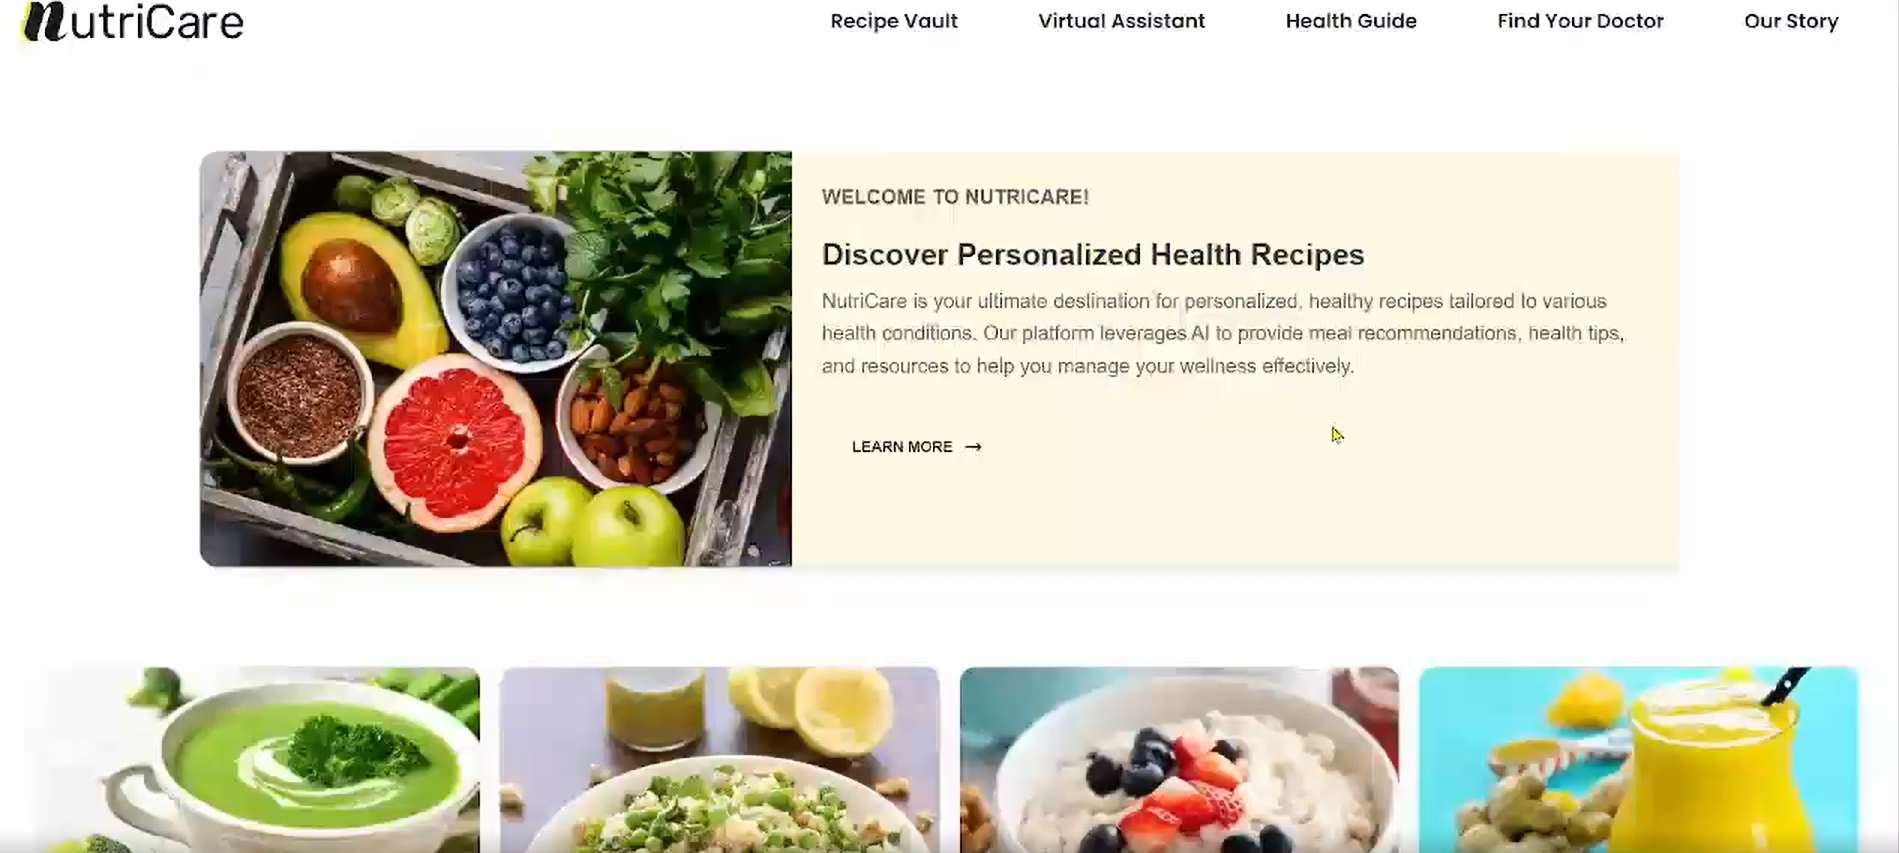 nutriCare
Recipe Vault
Virtual Assistant
Health Guide
Find Your Doctor
Our Story
WELCOME TO NUTRICARE!
Discover Personalized Health Recipes
NutriCare is your ultimate destination for personalized, healthy recipes tailored to various
health conditions. Our platform leverages AI to provide meal recommendations, health tips,
and resources to help you manage your wellness effectively.
LEARN MORE →